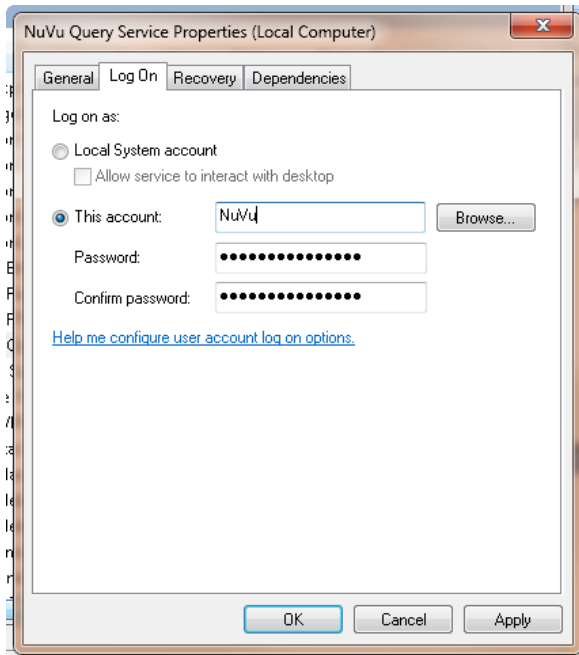 NuVu Query Service Properties (Local Computer)
General Log On Recovery Dependencies
Log on as:
Local System account
Allow service to interact with desktop
This account: NuVu Browse...
Password: ●●●●●●●●●●●●●●●
Confirm password: ●●●●●●●●●●●●●●●
Help me configure user account log on options.
OK Cancel Apply